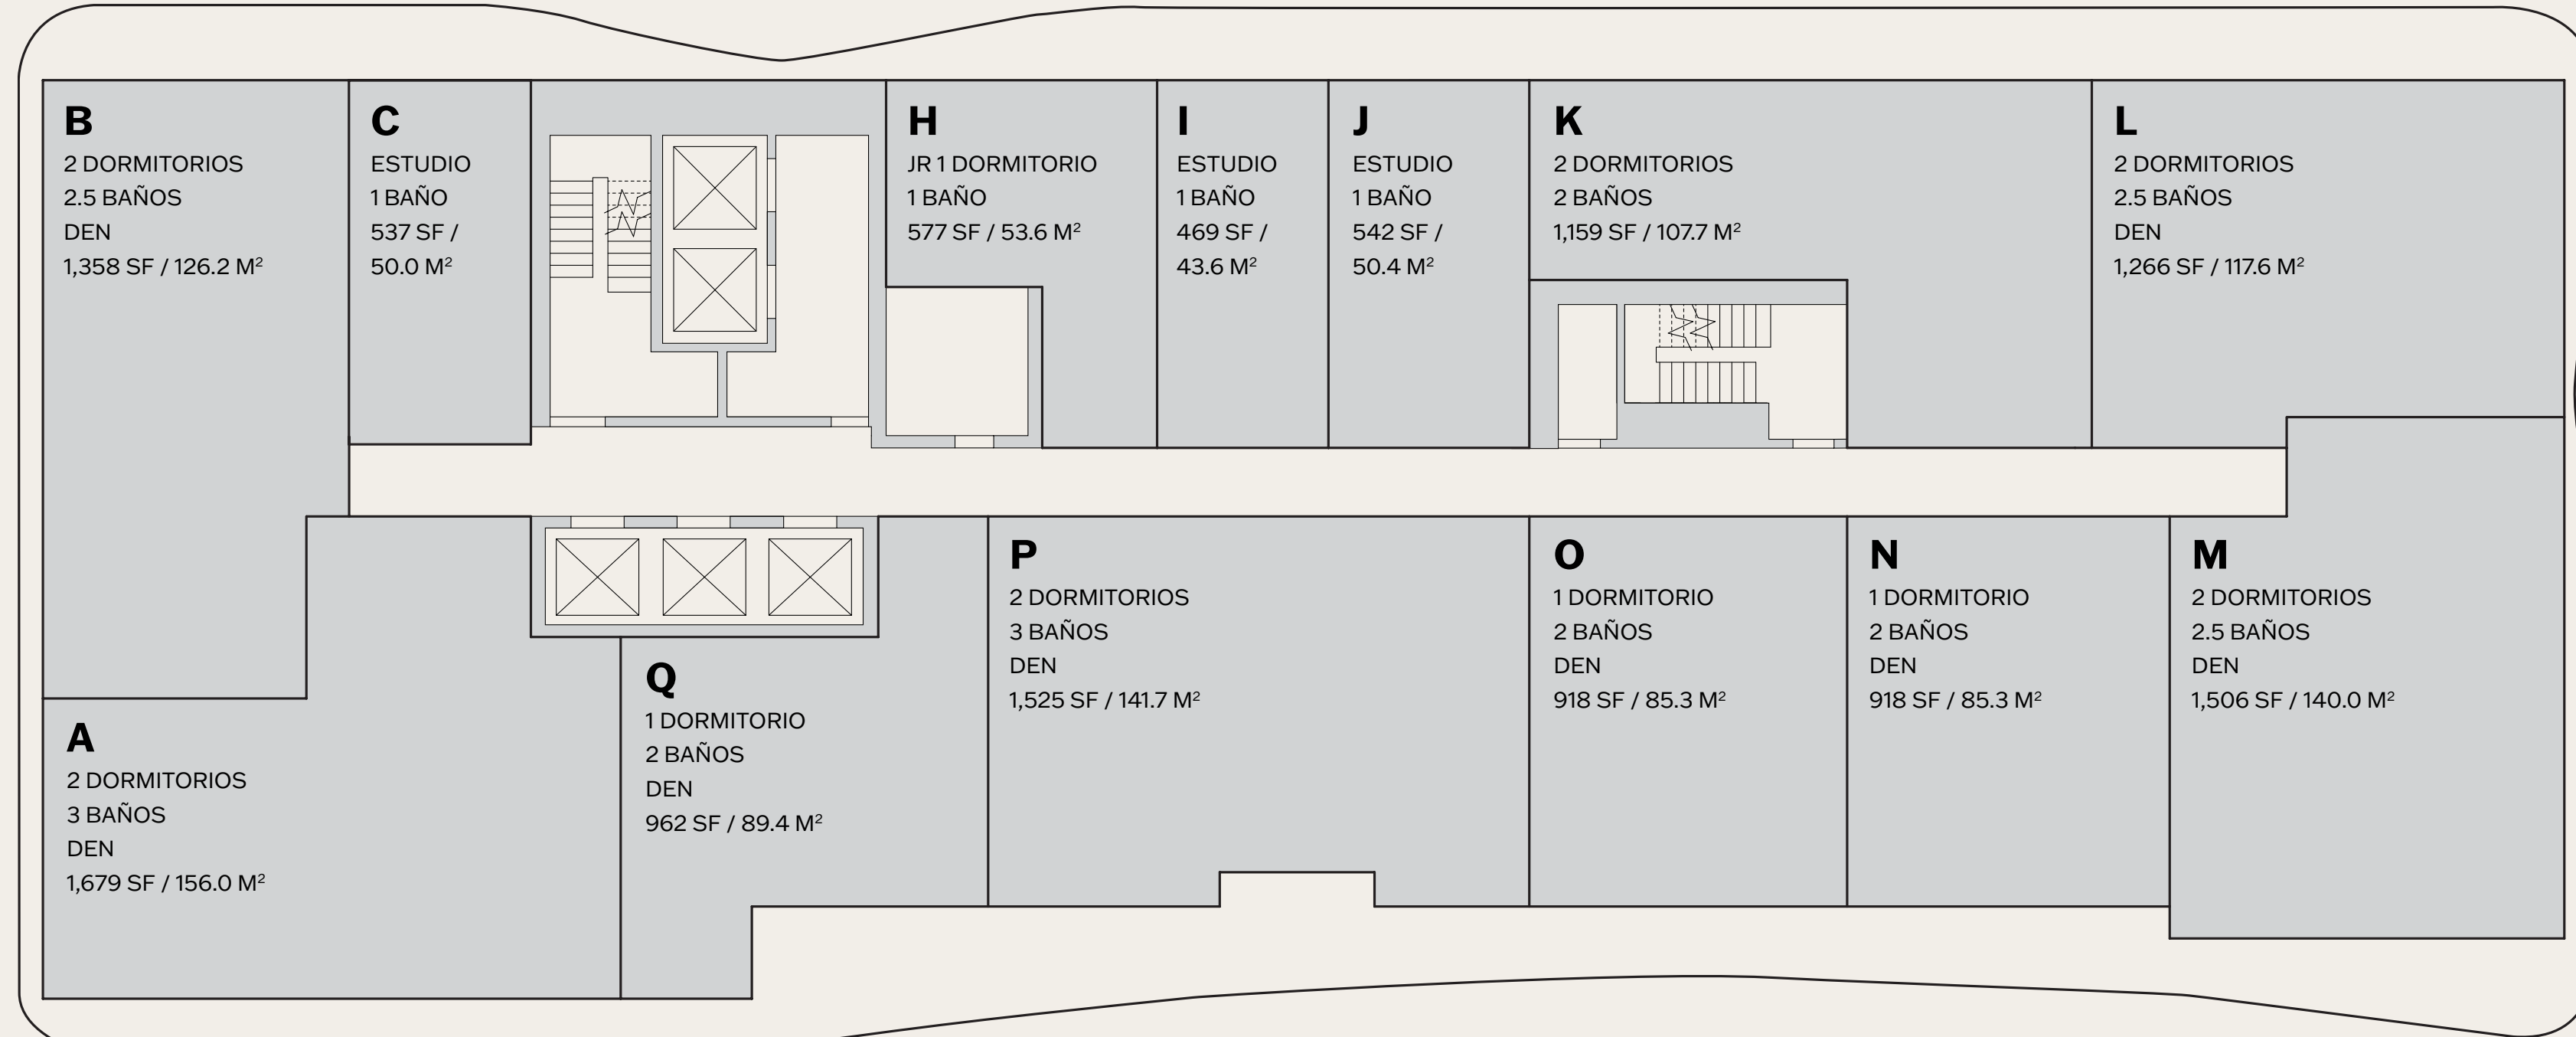 B
2 DORMITORIOS
2.5 BAÑOS
DEN
1,358 SF / 126.2 M²
C
ESTUDIO
1 BAÑO
537 SF /
50.0 M²
H
JR 1 DORMITORIO
1 BAÑO
577 SF / 53.6 M²
I
ESTUDIO
1 BAÑO
469 SF /
43.6 M²
J
ESTUDIO
1 BAÑO
542 SF /
50.4 M²
K
2 DORMITORIOS
2 BAÑOS
1,159 SF / 107.7 M²
L
2 DORMITORIOS
2.5 BAÑOS
DEN
1,266 SF / 117.6 M²
A
2 DORMITORIOS
3 BAÑOS
DEN
1,679 SF / 156.0 M²
Q
1 DORMITORIO
2 BAÑOS
DEN
962 SF / 89.4 M²
P
2 DORMITORIOS
3 BAÑOS
DEN
1,525 SF / 141.7 M²
O
1 DORMITORIO
2 BAÑOS
DEN
918 SF / 85.3 M²
N
1 DORMITORIO
2 BAÑOS
DEN
918 SF / 85.3 M²
M
2 DORMITORIOS
2.5 BAÑOS
DEN
1,506 SF / 140.0 M²